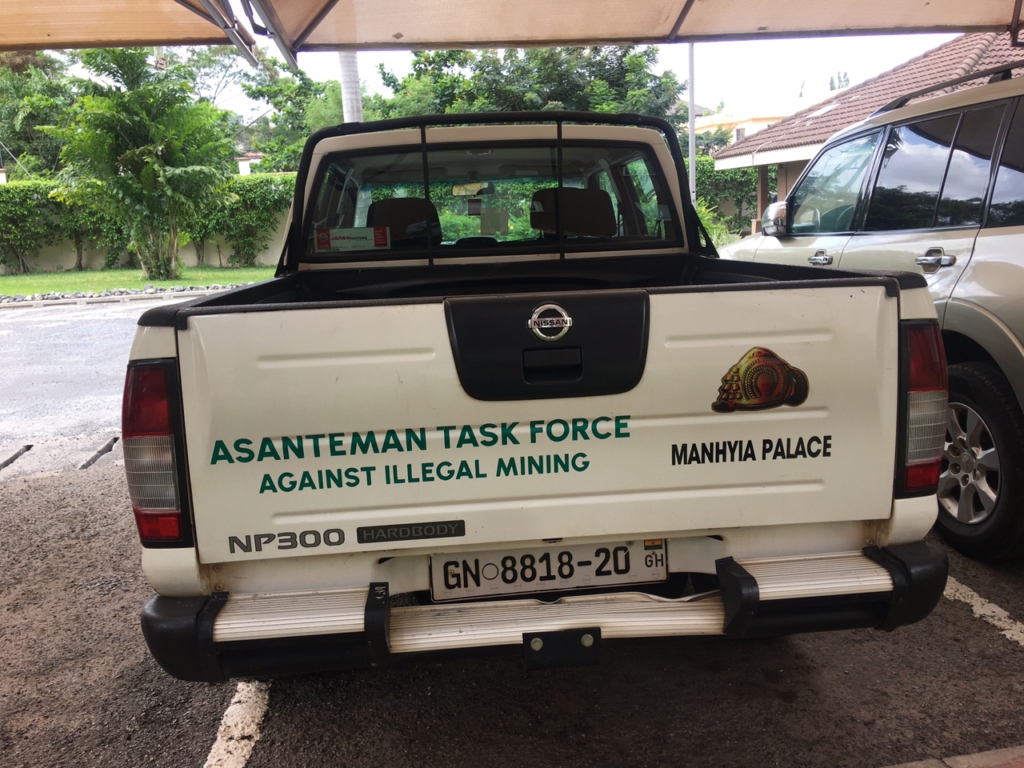 NISSAN
ASANTEMAN TASK FORCE
AGAINST ILLEGAL MINING
MANHYIA PALACE
NP300 HARDBODY
GN 8818-20 GH